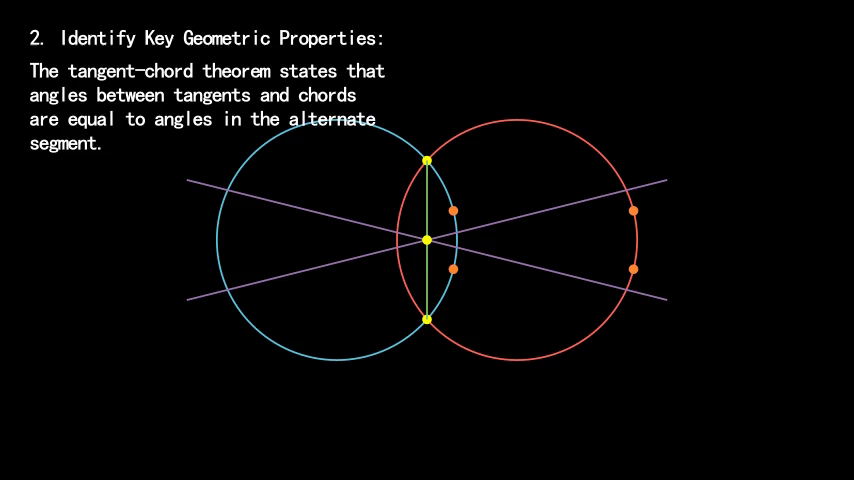 2. Identify Key Geometric Properties:
The tangent-chord theorem states that
angles between tangents and chords
are equal to angles in the alternate
segment.